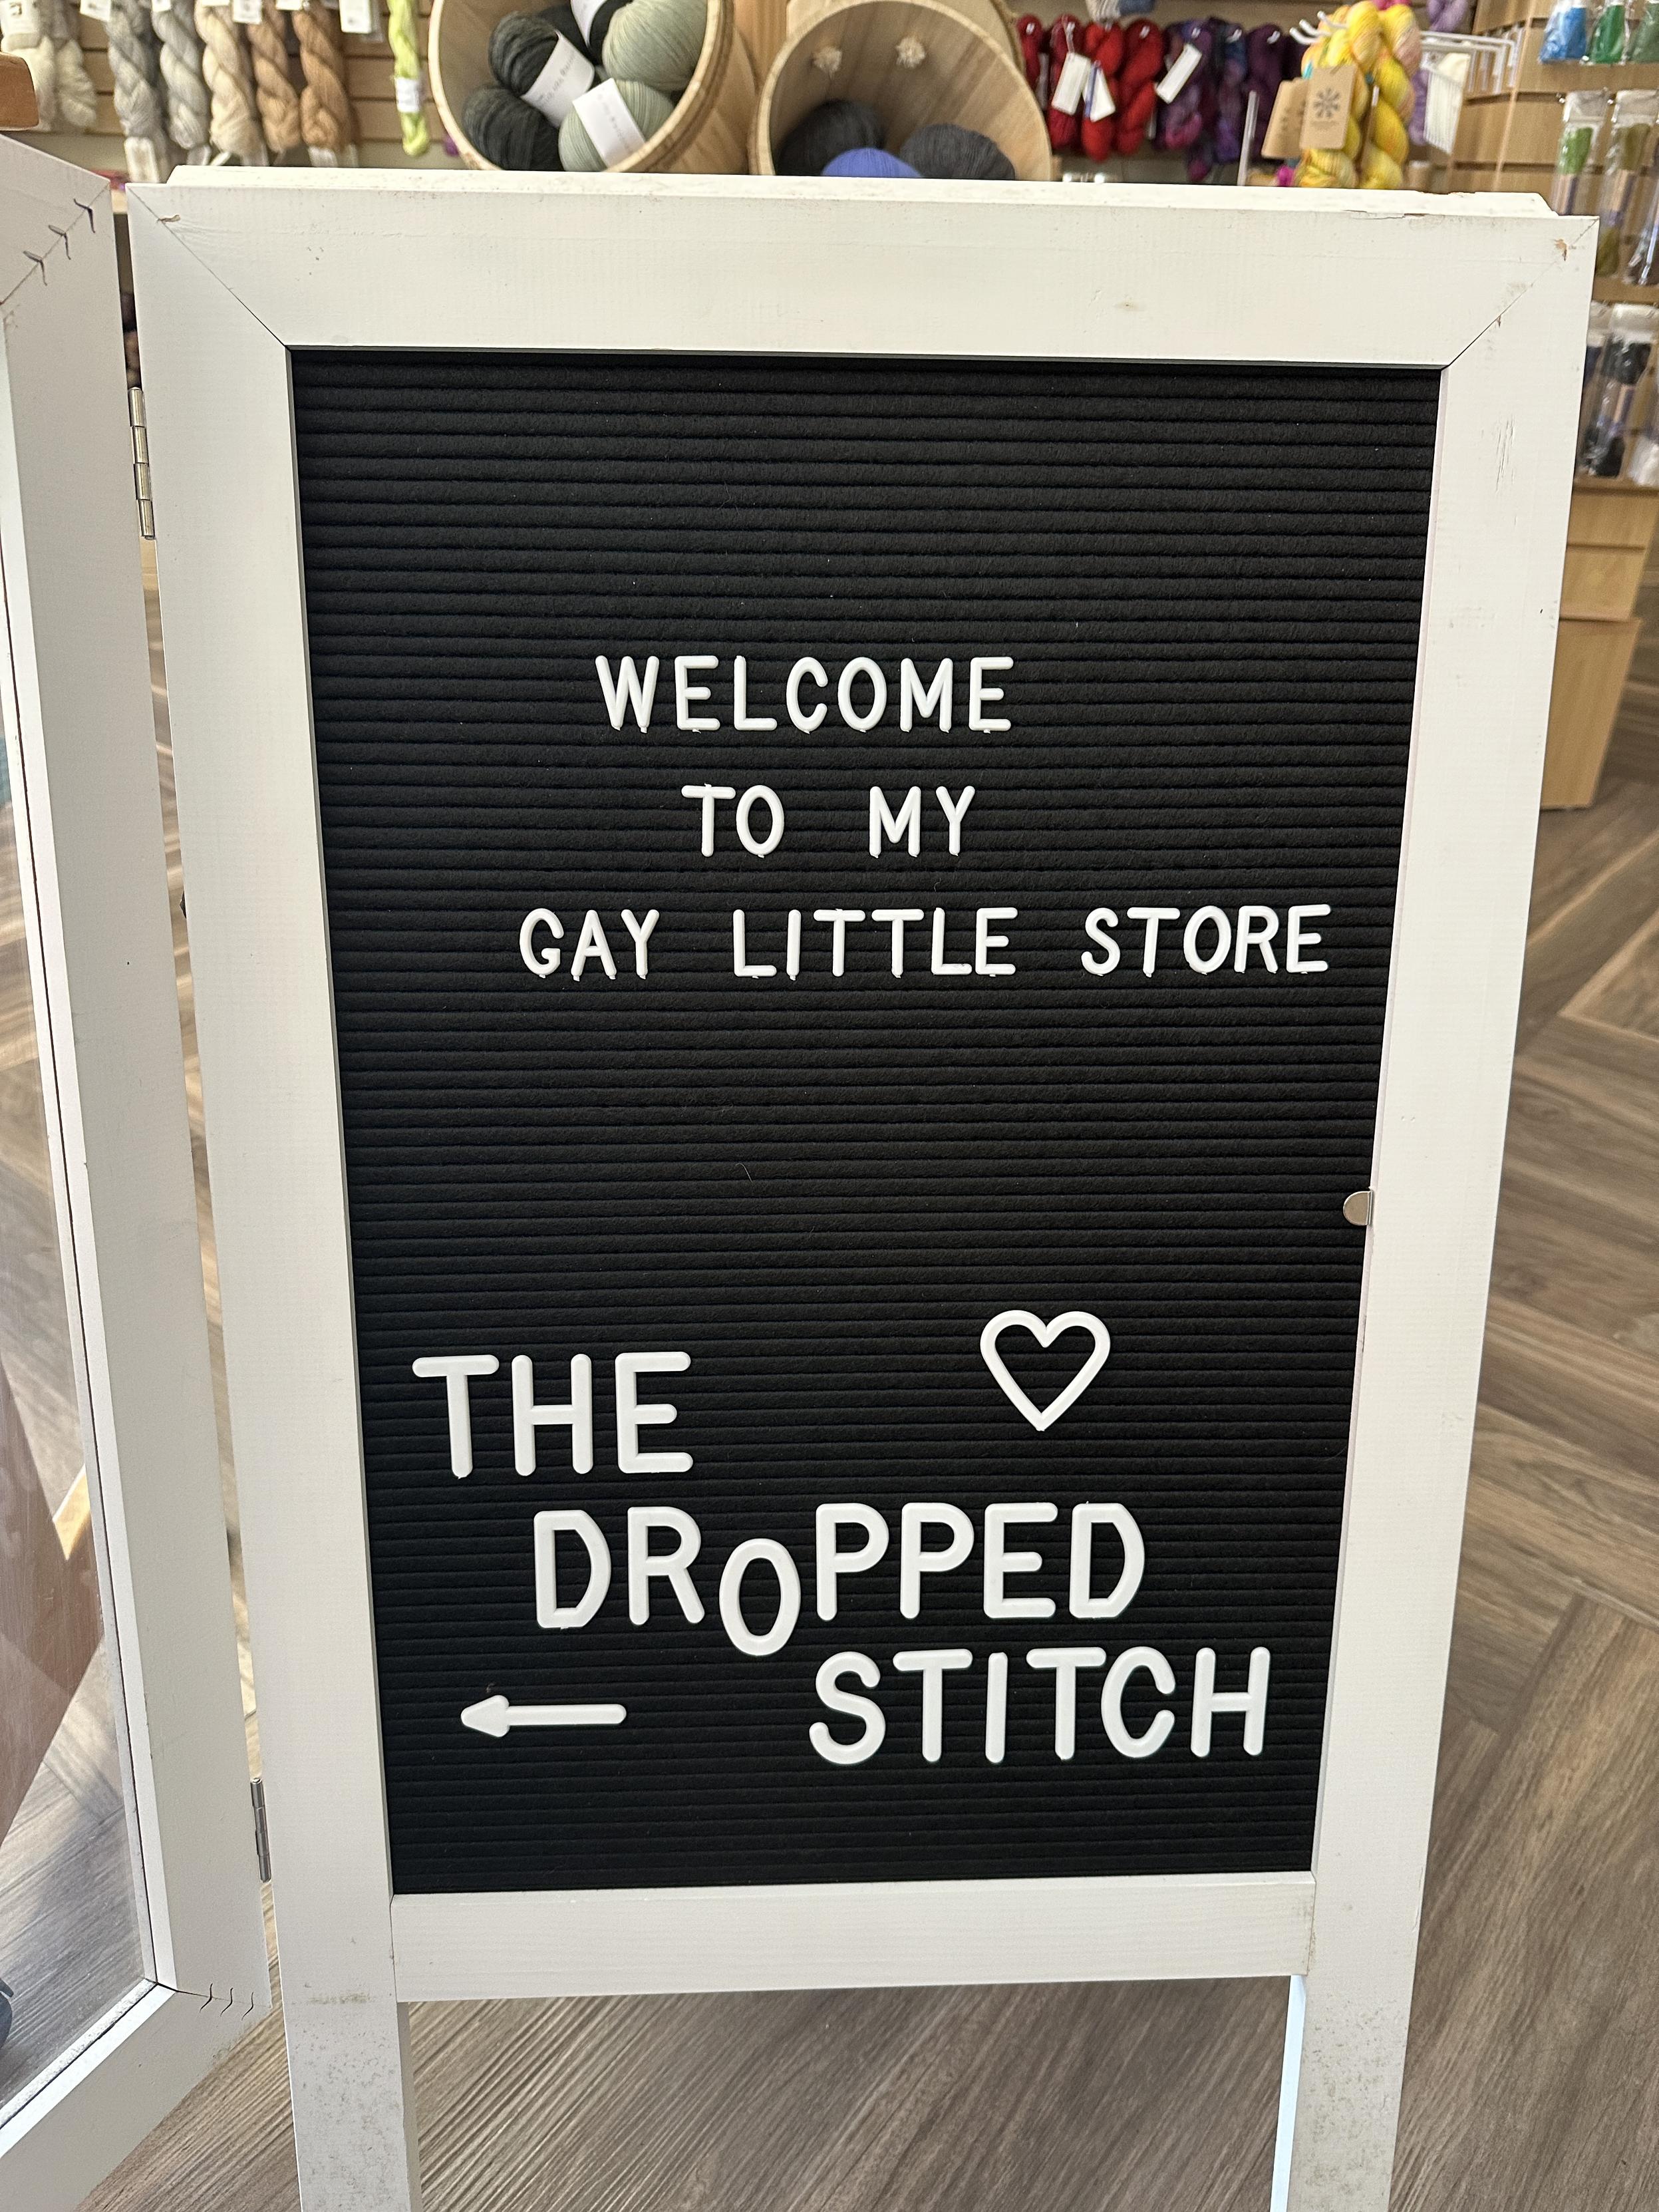 WELCOME
TO MY
GAY LITTLE STORE
THE
DROPPED
STITCH